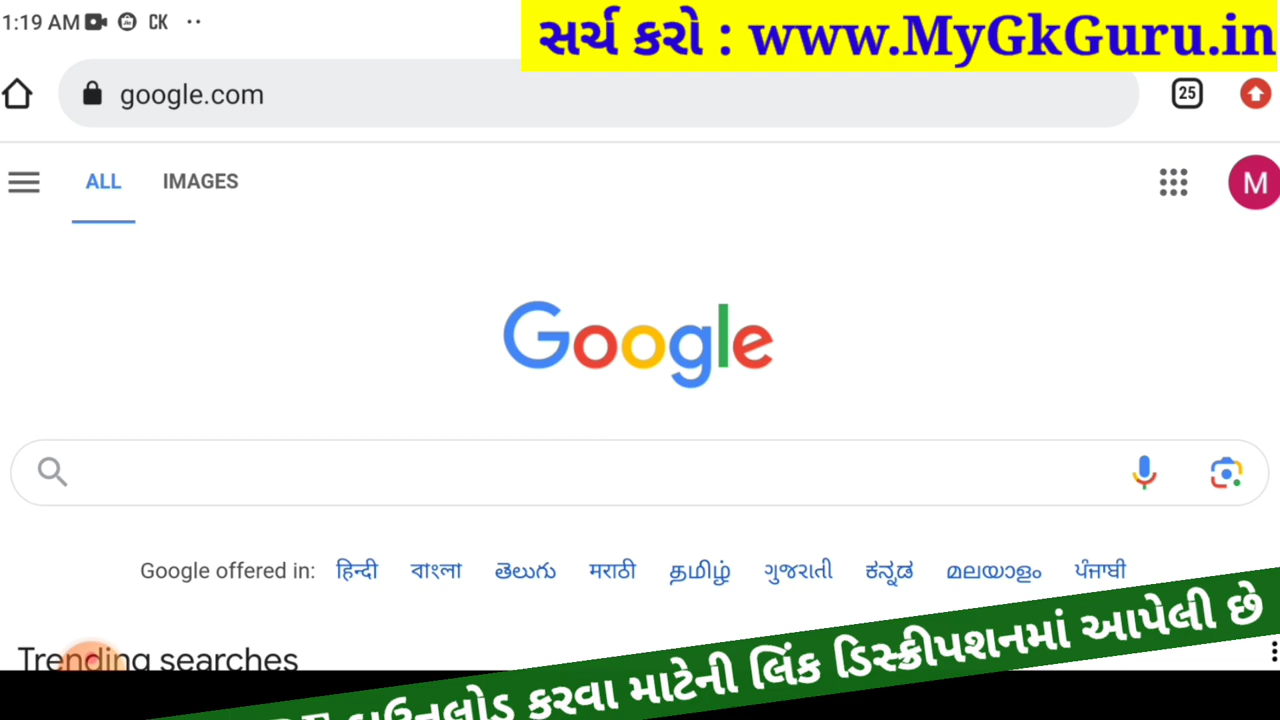 1:19 AM CK
સર્ચ કરો : www.MyGkGuru.in
google.com
25
ALL IMAGES
M
Google
Google offered in: हिन्दी বাংলা తెలుగు मराठी தமிழ் ગુજરાતી ಕನ್ನಡ മലയാളം ਪੰਜਾਬੀ
Trending searches
ડાઉનલોડ કરવા માટેની લિંક ડિસ્ક્રીપશનમાં આપેલી છે